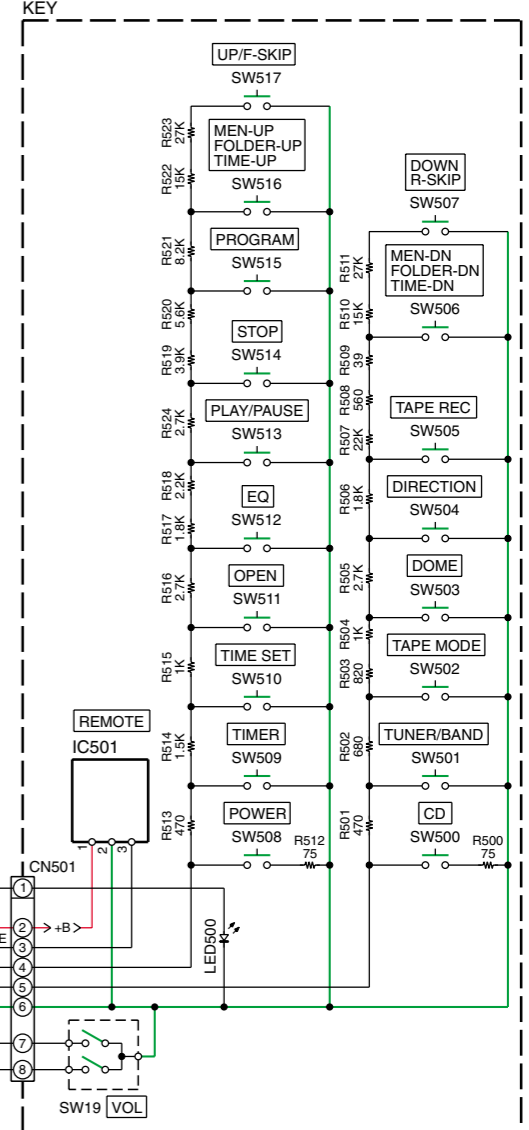 KEY
UP/F-SKIP
SW517
R523
27K
R522
15K
MEN-UP
FOLDER-UP
TIME-UP
SW516
R521
8.2K
PROGRAM
SW515
R520
5.6K
R519
3.9K
STOP
SW514
R524
2.7K
PLAY/PAUSE
SW513
R518
2.2K
R517
1.8K
EQ
SW512
R516
2.7K
OPEN
SW511
R515
1K
TIME SET
SW510
R514
1.5K
TIMER
SW509
R513
470
POWER
SW508
R512
75
DOWN
R-SKIP
SW507
R511
27K
R510
15K
MEN-DN
FOLDER-DN
TIME-DN
SW506
R509
39
R508
560
R507
22K
TAPE REC
SW505
R506
1.8K
DIRECTION
SW504
R505
2.7K
DOME
SW503
R504
1K
R503
820
TAPE MODE
SW502
R502
680
TUNER/BAND
SW501
R501
470
CD
SW500
R500
75
REMOTE
IC501
1
2
3
CN501
1
2
+B
3
E
4
5
6
7
8
LED500
SW19 VOL